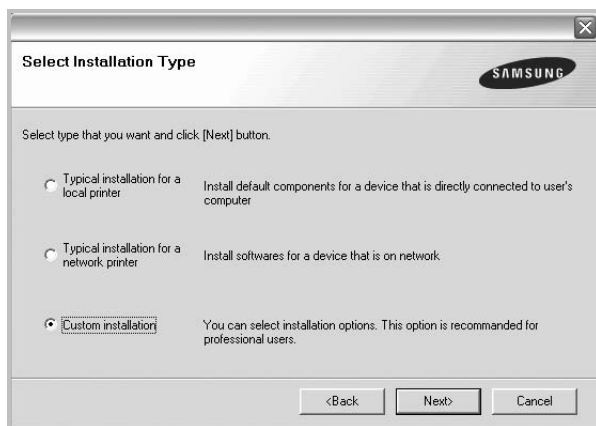 Select Installation Type
SAMSUNG
Select type that you want and click [Next] button.
Typical installation for a
local printer
Install default components for a device that is directly connected to user's
computer
Typical installation for a
network printer
Install softwares for a device that is on network
Custom installation
You can select installation options. This option is recommanded for
professional users.
<Back
Next>
Cancel